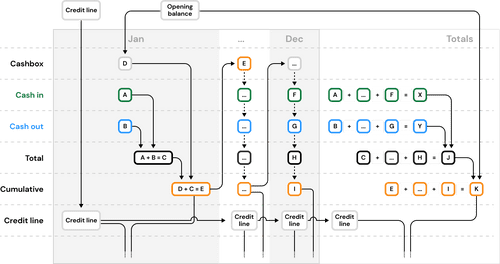 Credit line
Opening
balance
Jan
...
Dec
Totals
Cashbox
D
E
...
Cash in
A
...
F
A + ... + F = X
Cash out
B
...
G
B + ... + G = Y
Total
A + B = C
...
H
C + ... + H = J
Cumulative
D + C = E
...
I
E + ... + I = K
Credit line
Credit line
Credit
line
Credit
line
Credit
line